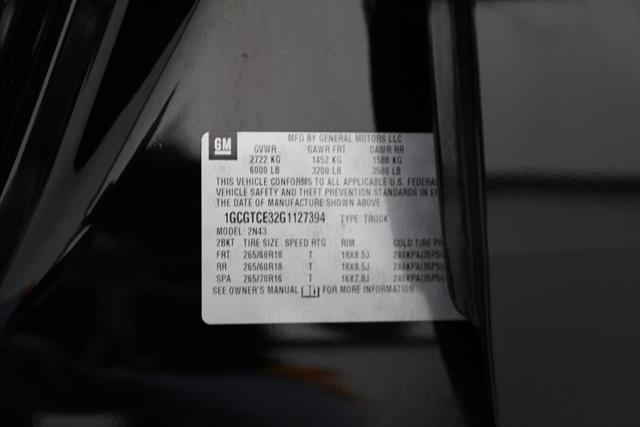 GM
MFD BY GENERAL MOTORS LLC
GVWR GAWR FRT GAWR RR
2722 KG 1452 KG 1588 KG
6000 LB 3200 LB 3500 LB
THIS VEHICLE CONFORMS TO ALL APPLICABLE U.S. FEDERAL
VEHICLE SAFETY AND THEFT PREVENTION STANDARDS IN EF
THE DATE OF MANUFACTURE SHOWN ABOVE.
1GCGTCE32G1127394 TYPE: TRUCK
MODEL: 2N43
2BKT TIRE SIZE SPEED RTG RIM COLD TIRE PR
FRT 265/60R18 T 18X8.5J 240KPA(35PSI)
RR 265/60R18 T 18X8.5J 240KPA(35PSI)
SPA 265/70R16 T 16X7.0J 240KPA(35PSI)
SEE OWNER'S MANUAL FOR MORE INFORMATION